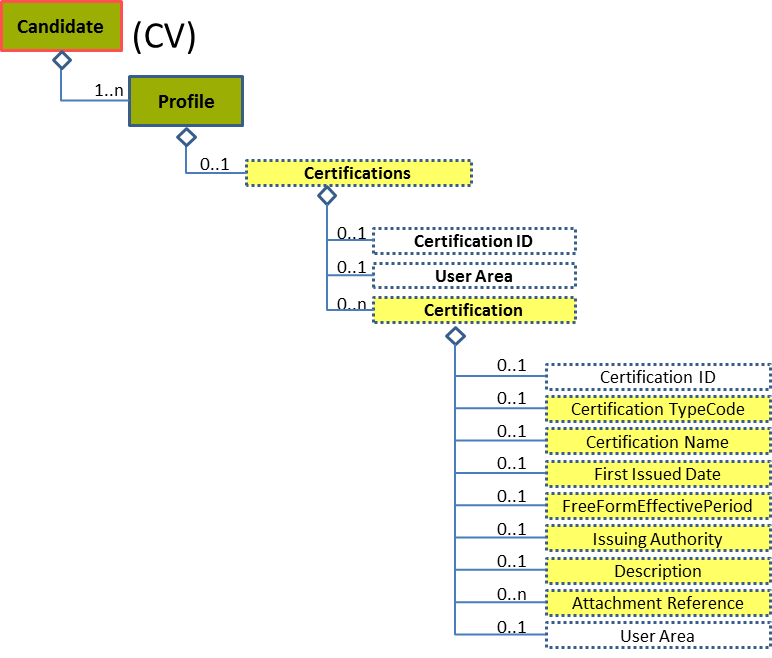 Candidate
(CV)
1..n
Profile
0..1
Certifications
0..1
Certification ID
0..1
User Area
0..n
Certification
0..1
Certification ID
0..1
Certification TypeCode
0..1
Certification Name
0..1
First Issued Date
0..1
FreeFormEffectivePeriod
0..1
Issuing Authority
0..1
Description
0..n
Attachment Reference
0..1
User Area